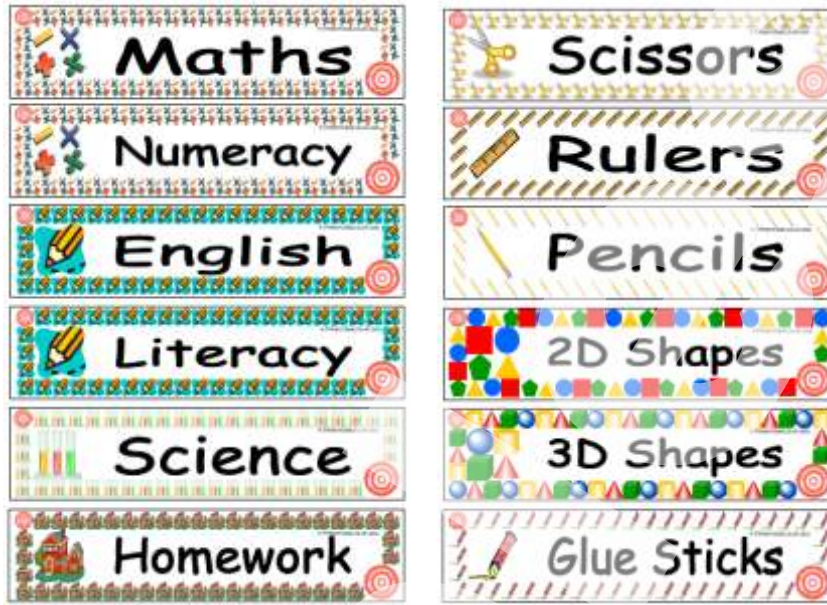 Maths
Numeracy
English
Literacy
Science
Homework
Scissors
Rulers
Pencils
2D Shapes
3D Shapes
Glue Sticks